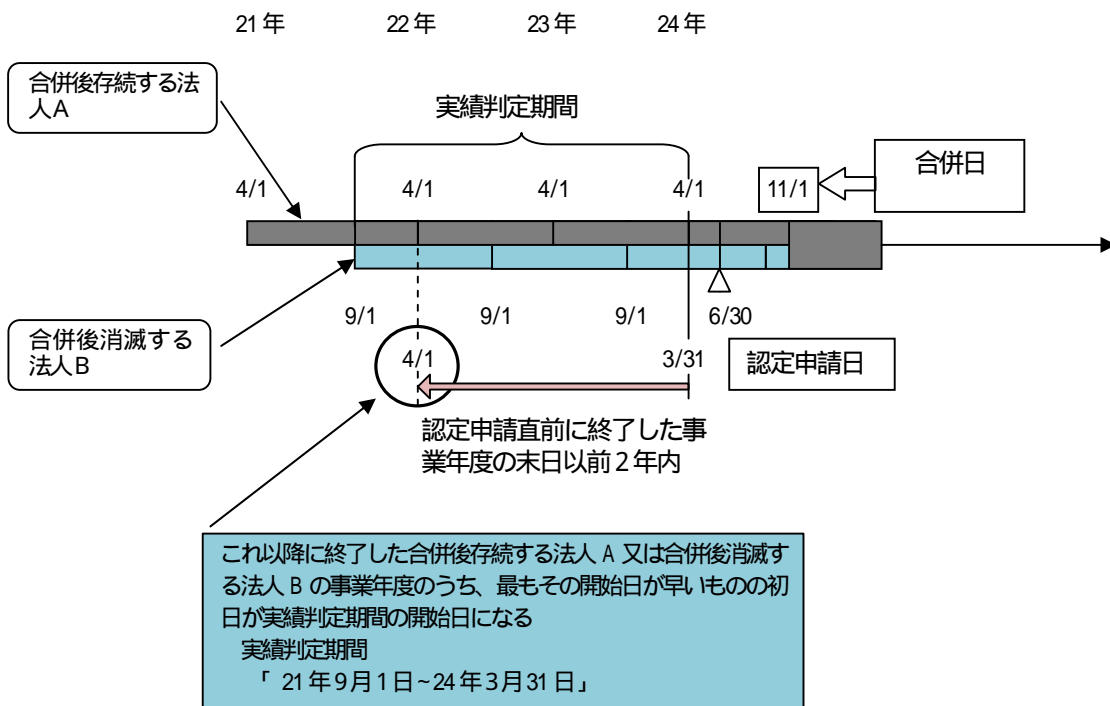 21年 22年 23年 24年
合併後存続する法
人A
実績判定期間
合併日
4/1 4/1 4/1 4/1 11/1
9/1 9/1 9/1 6/30
合併後消滅する
法人B
4/1 3/31 認定申請日
認定申請直前に終了した事
業年度の末日以前2年内
これ以降に終了した合併後存続する法人 A 又は合併後消滅す
る法人 B の事業年度のうち、最もその開始日が早いものの初
日が実績判定期間の開始日になる
実績判定期間
「 21年9月1日~24年3月31日」